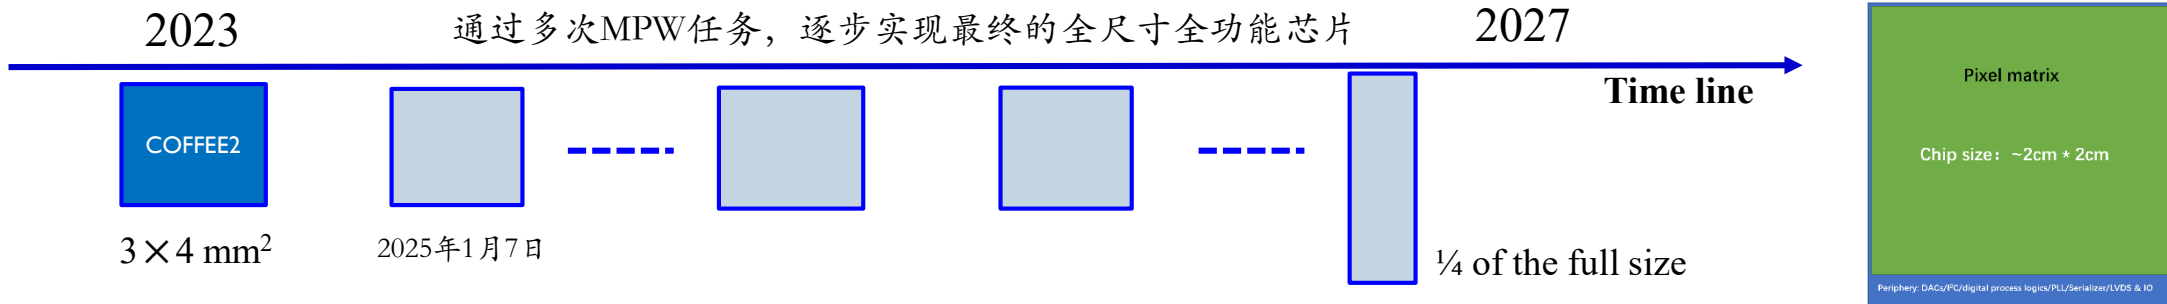 2023
通过多次MPW任务，逐步实现最终的全尺寸全功能芯片
2027
Time line
COFFEE2
3×4 mm²
2025年1月7日
¼ of the full size
Pixel matrix
Chip size：~2cm * 2cm
Periphery: DACs/I²C/digital process logics/PLL/Serializer/LVDS & IO